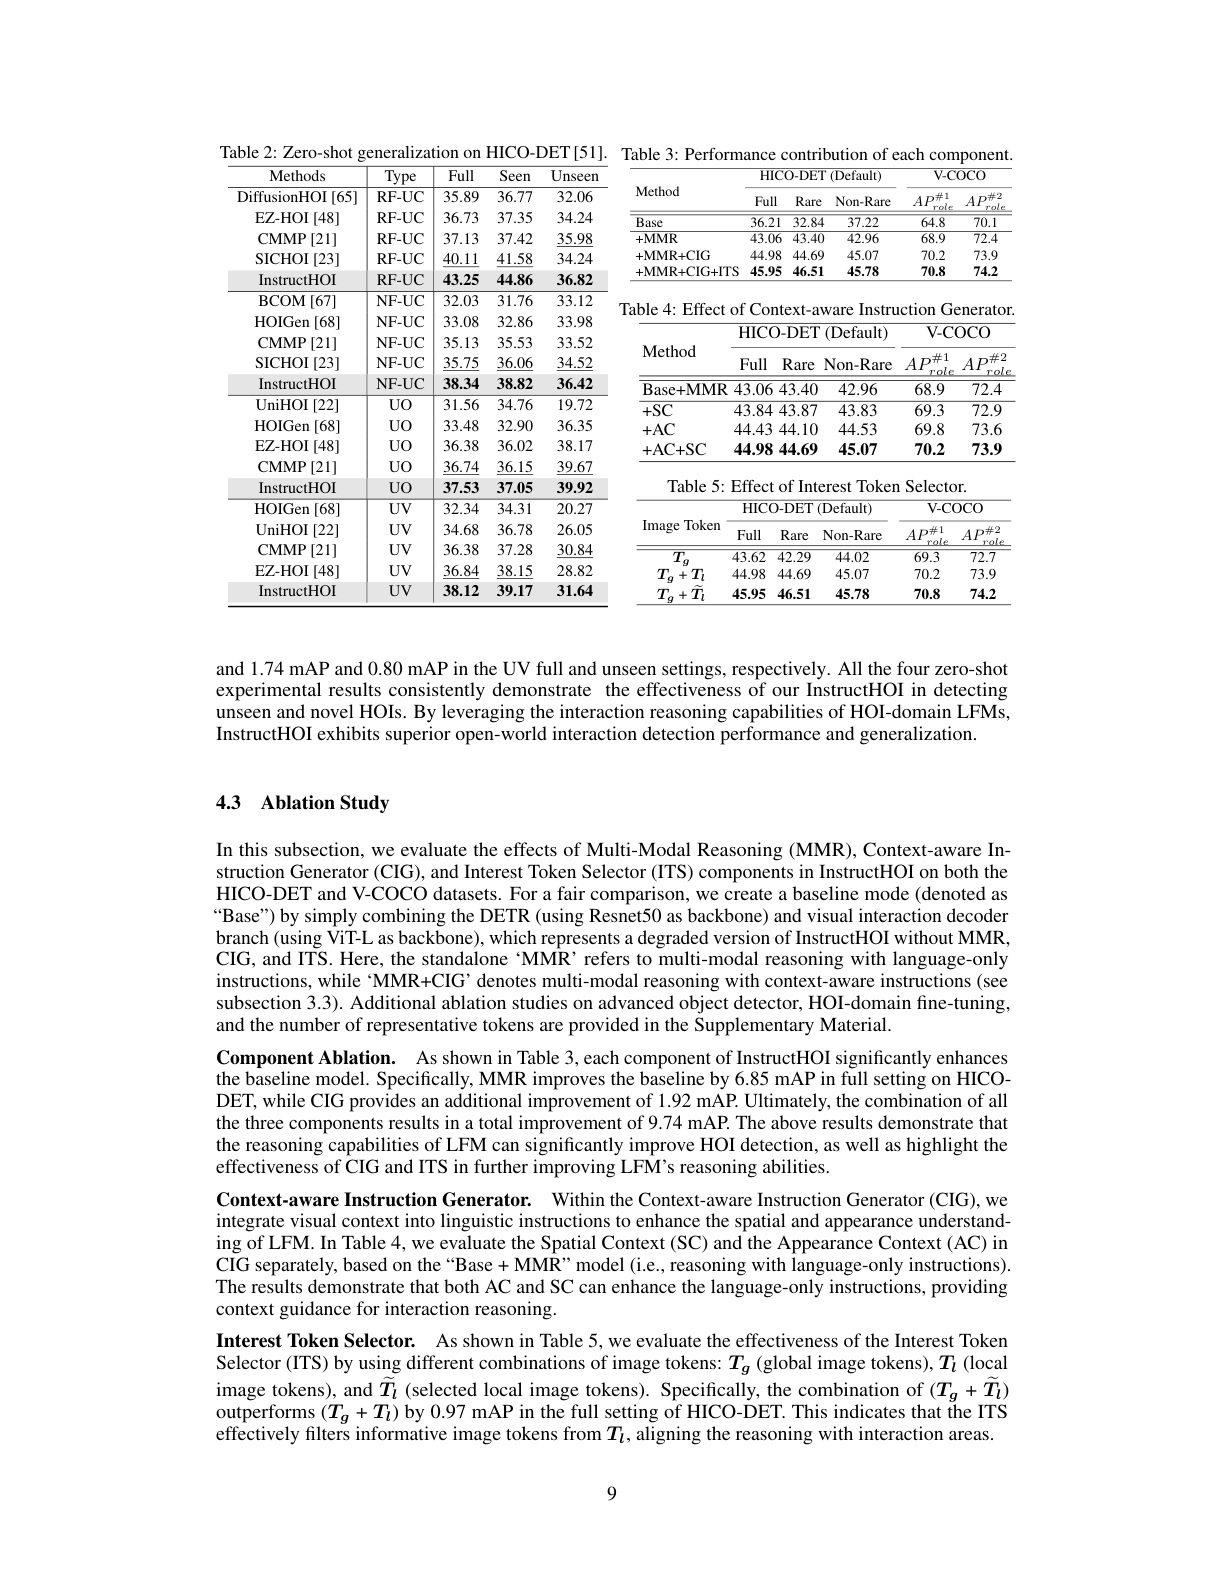 Table 2: Zero-shot generalization on HICO-DET [51].
Methods Type Full Seen Unseen
DiffusionHOI [65] RF-UC 35.89 36.77 32.06
EZ-HOI [48] RF-UC 36.73 37.35 34.24
CMMP [21] RF-UC 37.13 37.42 35.98
SICHOI [23] RF-UC 40.11 41.58 34.24
InstructHOI RF-UC 43.25 44.86 36.82
BCOM [67] NF-UC 32.03 31.76 33.12
HOIGen [68] NF-UC 33.08 32.86 33.98
CMMP [21] NF-UC 35.13 35.53 33.52
SICHOI [23] NF-UC 35.75 36.06 34.52
InstructHOI NF-UC 38.34 38.82 36.42
UniHOI [22] UO 31.56 34.76 19.72
HOIGen [68] UO 33.48 32.90 36.35
EZ-HOI [48] UO 36.38 36.02 38.17
CMMP [21] UO 36.74 36.15 39.67
InstructHOI UO 37.53 37.05 39.92
HOIGen [68] UV 32.34 34.31 20.27
UniHOI [22] UV 34.68 36.78 26.05
CMMP [21] UV 36.38 37.28 30.84
EZ-HOI [48] UV 36.84 38.15 28.82
InstructHOI UV 38.12 39.17 31.64
Table 3: Performance contribution of each component.
Method HICO-DET (Default) V-COCO
Full Rare Non-Rare AP#1role AP#2role
Base 36.21 32.84 37.22 64.8 70.1
+MMR 43.06 43.40 42.96 68.9 72.4
+MMR+CIG 44.98 44.69 45.07 70.2 73.9
+MMR+CIG+ITS 45.95 46.51 45.78 70.8 74.2
Table 4: Effect of Context-aware Instruction Generator.
Method HICO-DET (Default) V-COCO
Full Rare Non-Rare AP#1role AP#2role
Base+MMR 43.06 43.40 42.96 68.9 72.4
+SC 43.84 43.87 43.83 69.3 72.9
+AC 44.43 44.10 44.53 69.8 73.6
+AC+SC 44.98 44.69 45.07 70.2 73.9
Table 5: Effect of Interest Token Selector.
Image Token HICO-DET (Default) V-COCO
Full Rare Non-Rare AP#1role AP#2role
Tg 43.62 42.29 44.02 69.3 72.7
Tg + Tl 44.98 44.69 45.07 70.2 73.9
Tg + T̃l 45.95 46.51 45.78 70.8 74.2
and 1.74 mAP and 0.80 mAP in the UV full and unseen settings, respectively. All the four zero-shot
experimental results consistently demonstrate the effectiveness of our InstructHOI in detecting
unseen and novel HOIs. By leveraging the interaction reasoning capabilities of HOI-domain LFMs,
InstructHOI exhibits superior open-world interaction detection performance and generalization.
4.3 Ablation Study
In this subsection, we evaluate the effects of Multi-Modal Reasoning (MMR), Context-aware In-
struction Generator (CIG), and Interest Token Selector (ITS) components in InstructHOI on both the
HICO-DET and V-COCO datasets. For a fair comparison, we create a baseline mode (denoted as
“Base”) by simply combining the DETR (using Resnet50 as backbone) and visual interaction decoder
branch (using ViT-L as backbone), which represents a degraded version of InstructHOI without MMR,
CIG, and ITS. Here, the standalone ‘MMR’ refers to multi-modal reasoning with language-only
instructions, while ‘MMR+CIG’ denotes multi-modal reasoning with context-aware instructions (see
subsection 3.3). Additional ablation studies on advanced object detector, HOI-domain fine-tuning,
and the number of representative tokens are provided in the Supplementary Material.
Component Ablation. As shown in Table 3, each component of InstructHOI significantly enhances
the baseline model. Specifically, MMR improves the baseline by 6.85 mAP in full setting on HICO-
DET, while CIG provides an additional improvement of 1.92 mAP. Ultimately, the combination of all
the three components results in a total improvement of 9.74 mAP. The above results demonstrate that
the reasoning capabilities of LFM can significantly improve HOI detection, as well as highlight the
effectiveness of CIG and ITS in further improving LFM’s reasoning abilities.
Context-aware Instruction Generator. Within the Context-aware Instruction Generator (CIG), we
integrate visual context into linguistic instructions to enhance the spatial and appearance understand-
ing of LFM. In Table 4, we evaluate the Spatial Context (SC) and the Appearance Context (AC) in
CIG separately, based on the “Base + MMR” model (i.e., reasoning with language-only instructions).
The results demonstrate that both AC and SC can enhance the language-only instructions, providing
context guidance for interaction reasoning.
Interest Token Selector. As shown in Table 5, we evaluate the effectiveness of the Interest Token
Selector (ITS) by using different combinations of image tokens: Tg (global image tokens), Tl (local
image tokens), and T̃l (selected local image tokens). Specifically, the combination of (Tg + T̃l)
outperforms (Tg + Tl) by 0.97 mAP in the full setting of HICO-DET. This indicates that the ITS
effectively filters informative image tokens from Tl, aligning the reasoning with interaction areas.
9